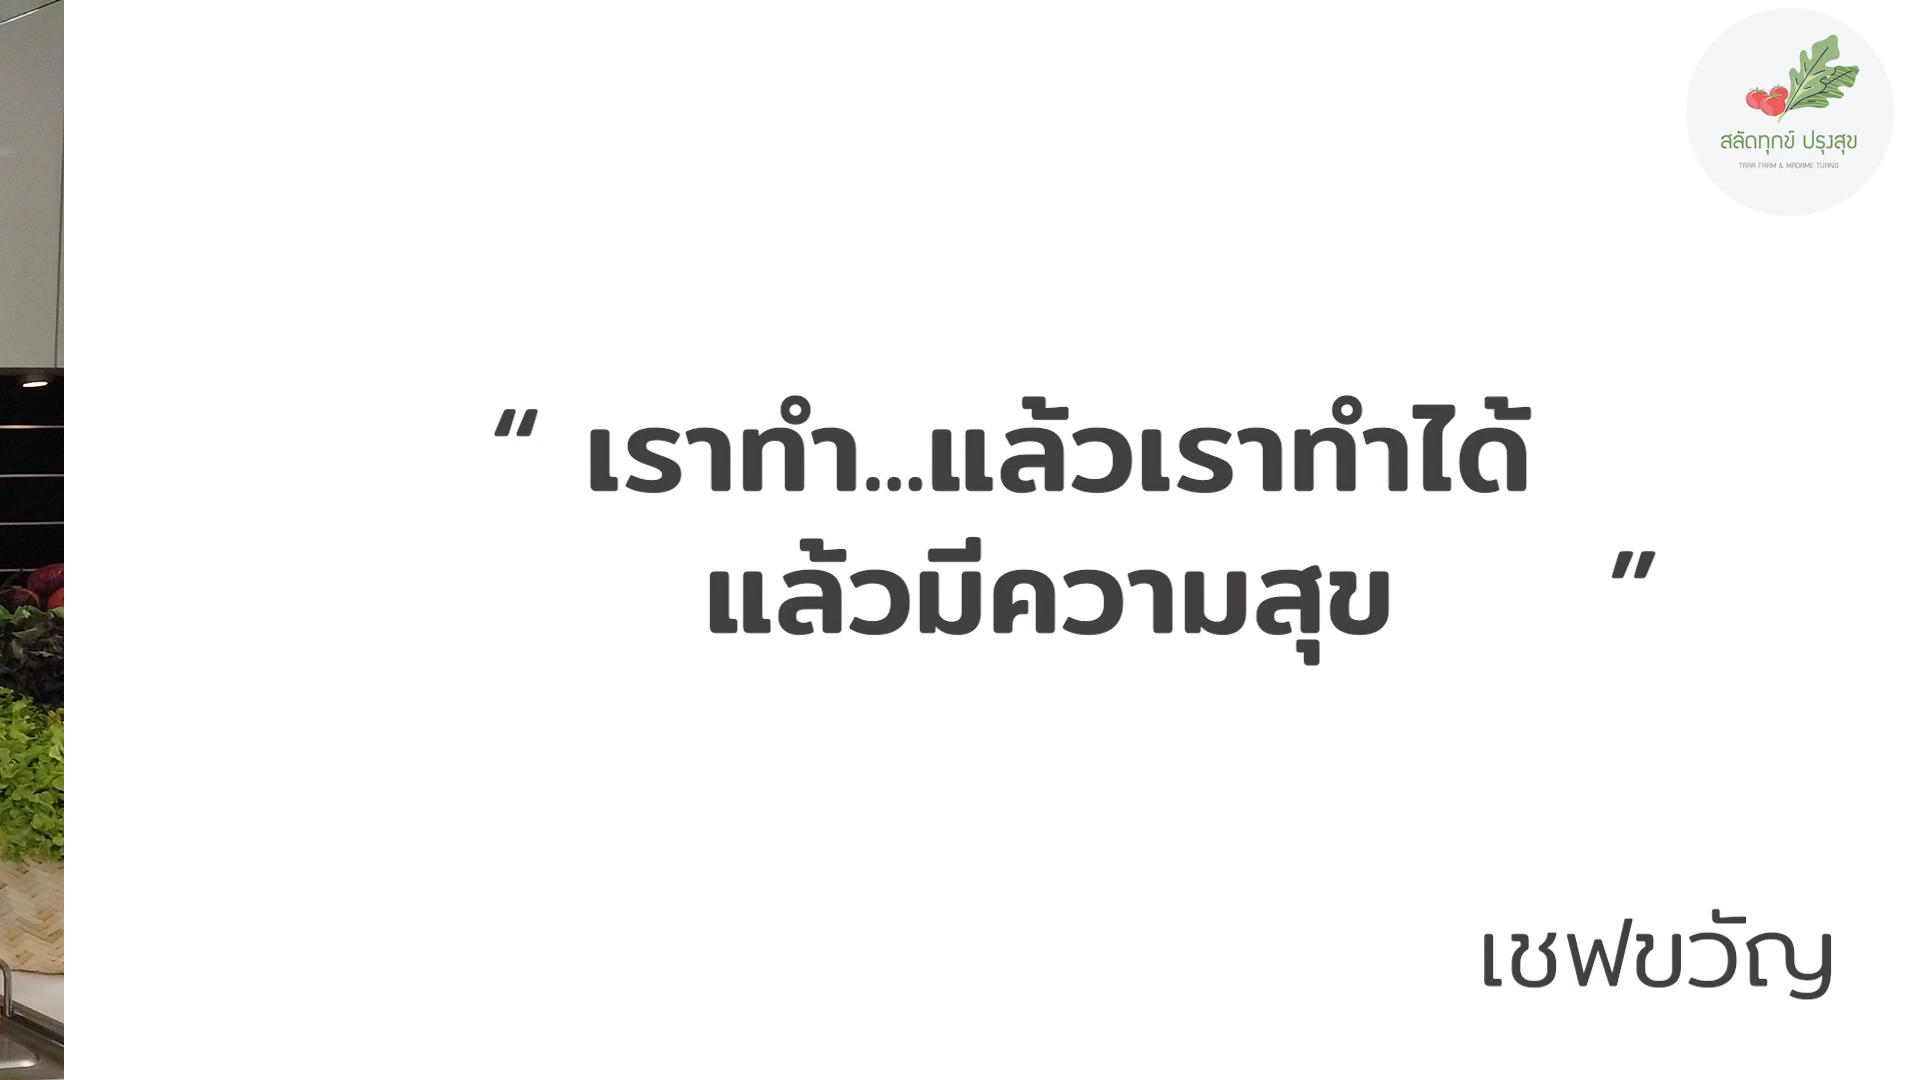 สลัดทุกข์ ปรุงสุข
TARA FARM & MADAME TUANG
“ เราทำ...แล้วเราทำได้
แล้วมีความสุข ”
เชฟขวัญ